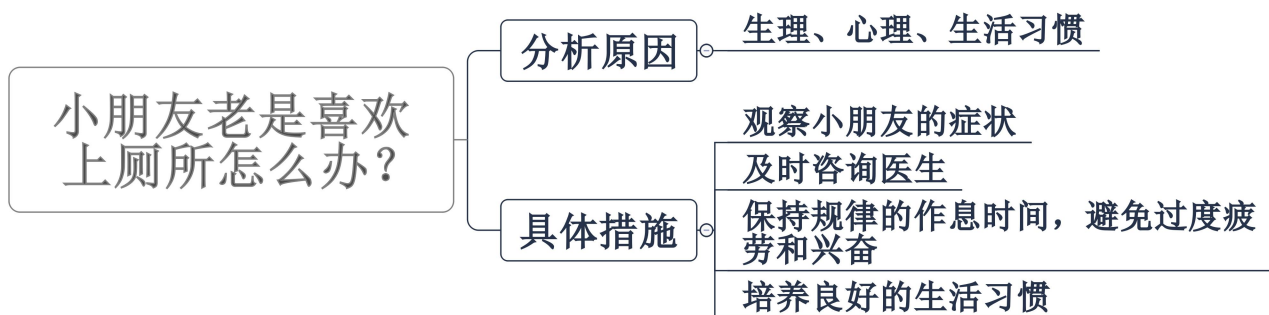 小朋友老是喜欢
上厕所怎么办？
分析原因
生理、心理、生活习惯
具体措施
观察小朋友的症状
及时咨询医生
保持规律的作息时间，避免过度疲
劳和兴奋
培养良好的生活习惯